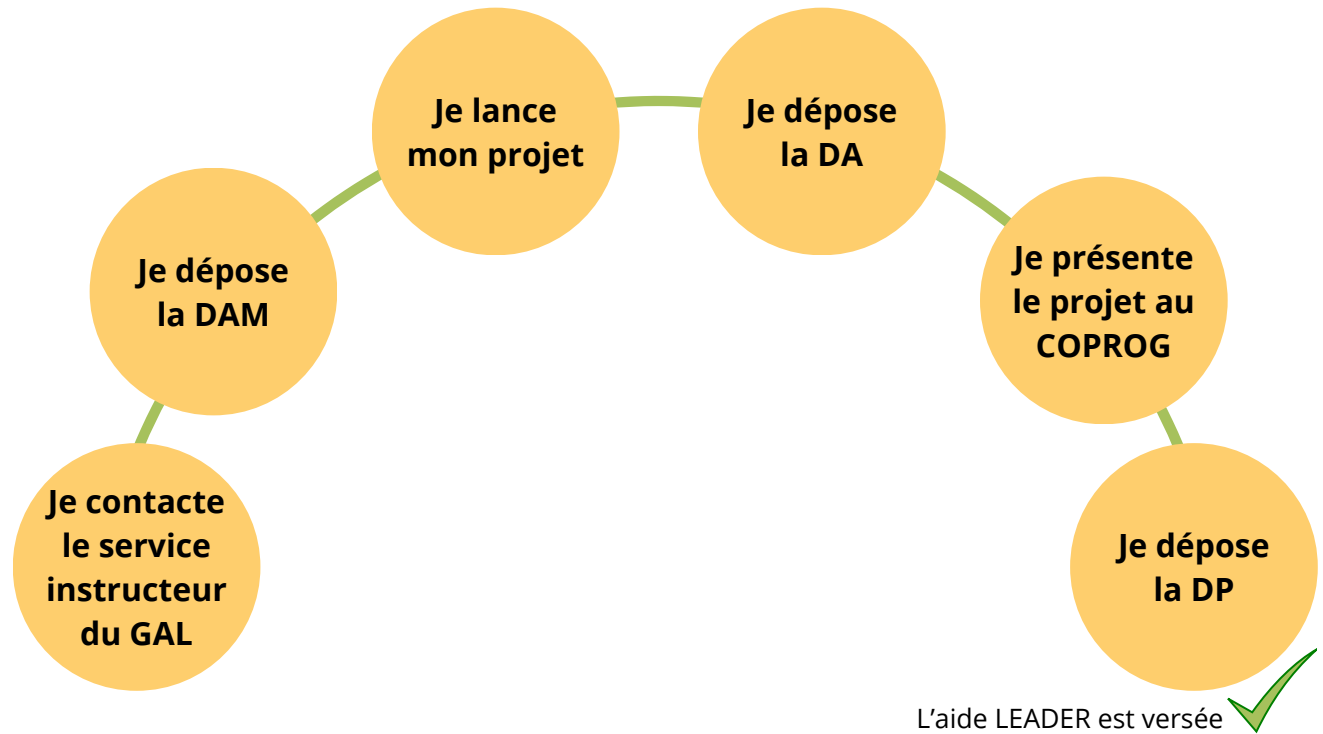 Je contacte
le service
instructeur
du GAL
Je dépose
la DAM
Je lance
mon projet
Je dépose
la DA
Je présente
le projet au
COPROG
Je dépose
la DP
L’aide LEADER est versée